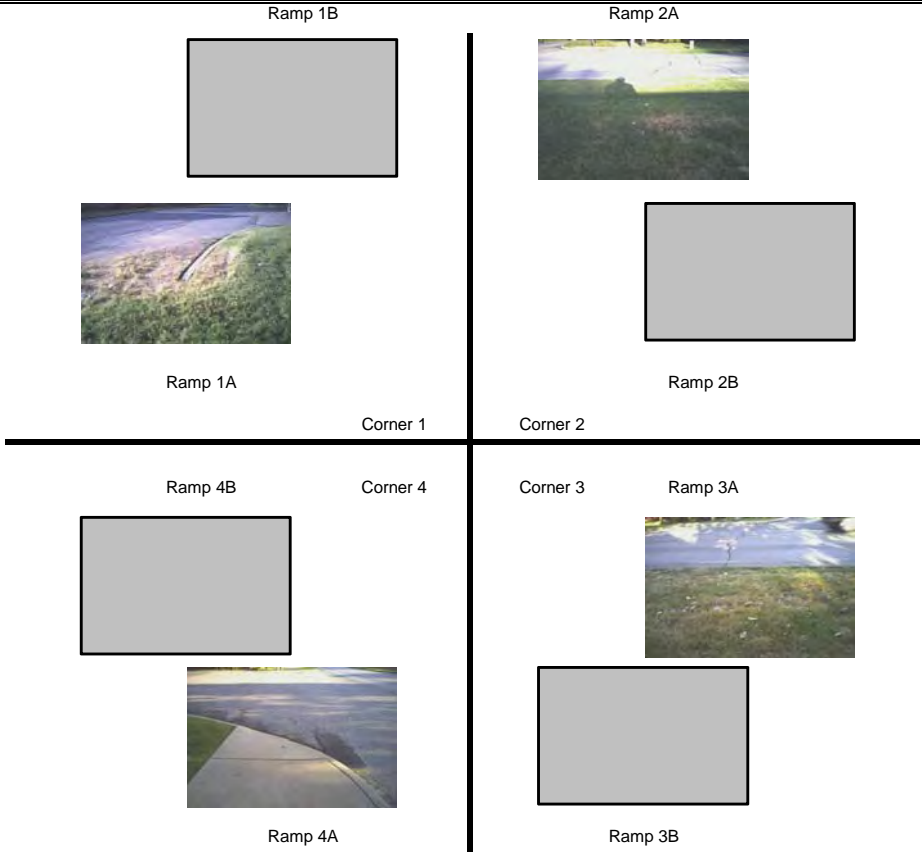 Ramp 1B
Ramp 2A
Ramp 1A
Ramp 2B
Corner 1
Corner 2
Ramp 4B
Corner 4
Corner 3
Ramp 3A
Ramp 4A
Ramp 3B